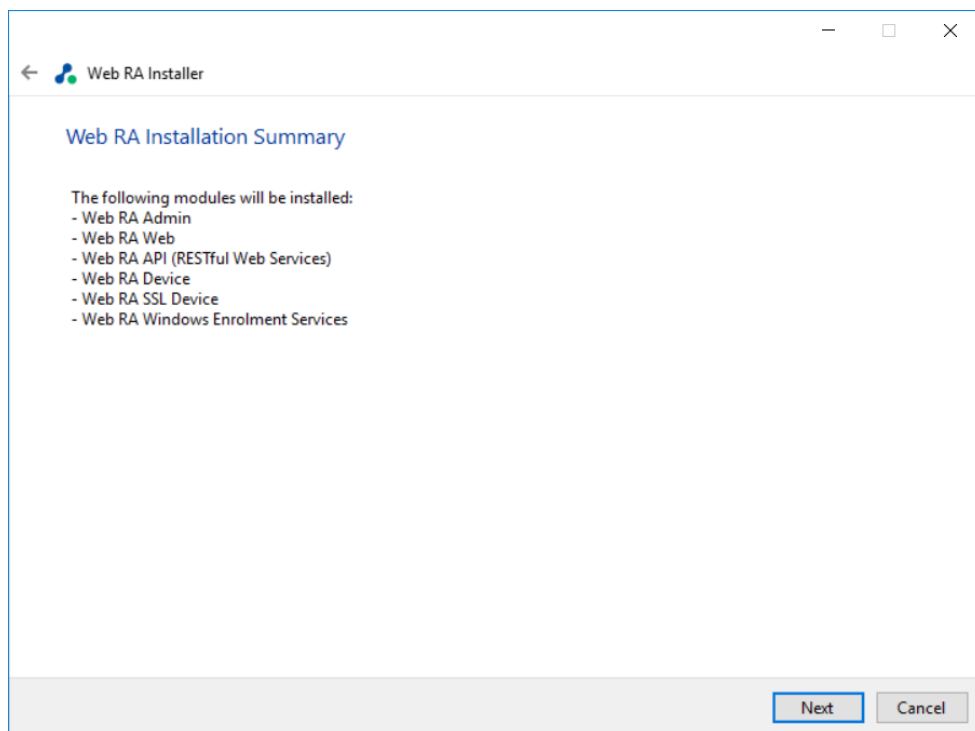 Web RA Installer
Web RA Installation Summary
The following modules will be installed:
- Web RA Admin
- Web RA Web
- Web RA API (RESTful Web Services)
- Web RA Device
- Web RA SSL Device
- Web RA Windows Enrolment Services
Next Cancel